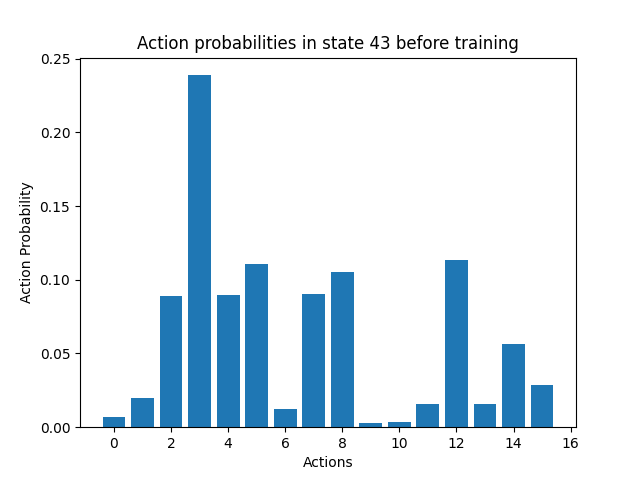 Action probabilities in state 43 before training
0.25
0.20
0.15
0.10
0.05
0.00
Action Probability
0 2 4 6 8 10 12 14 16
Actions